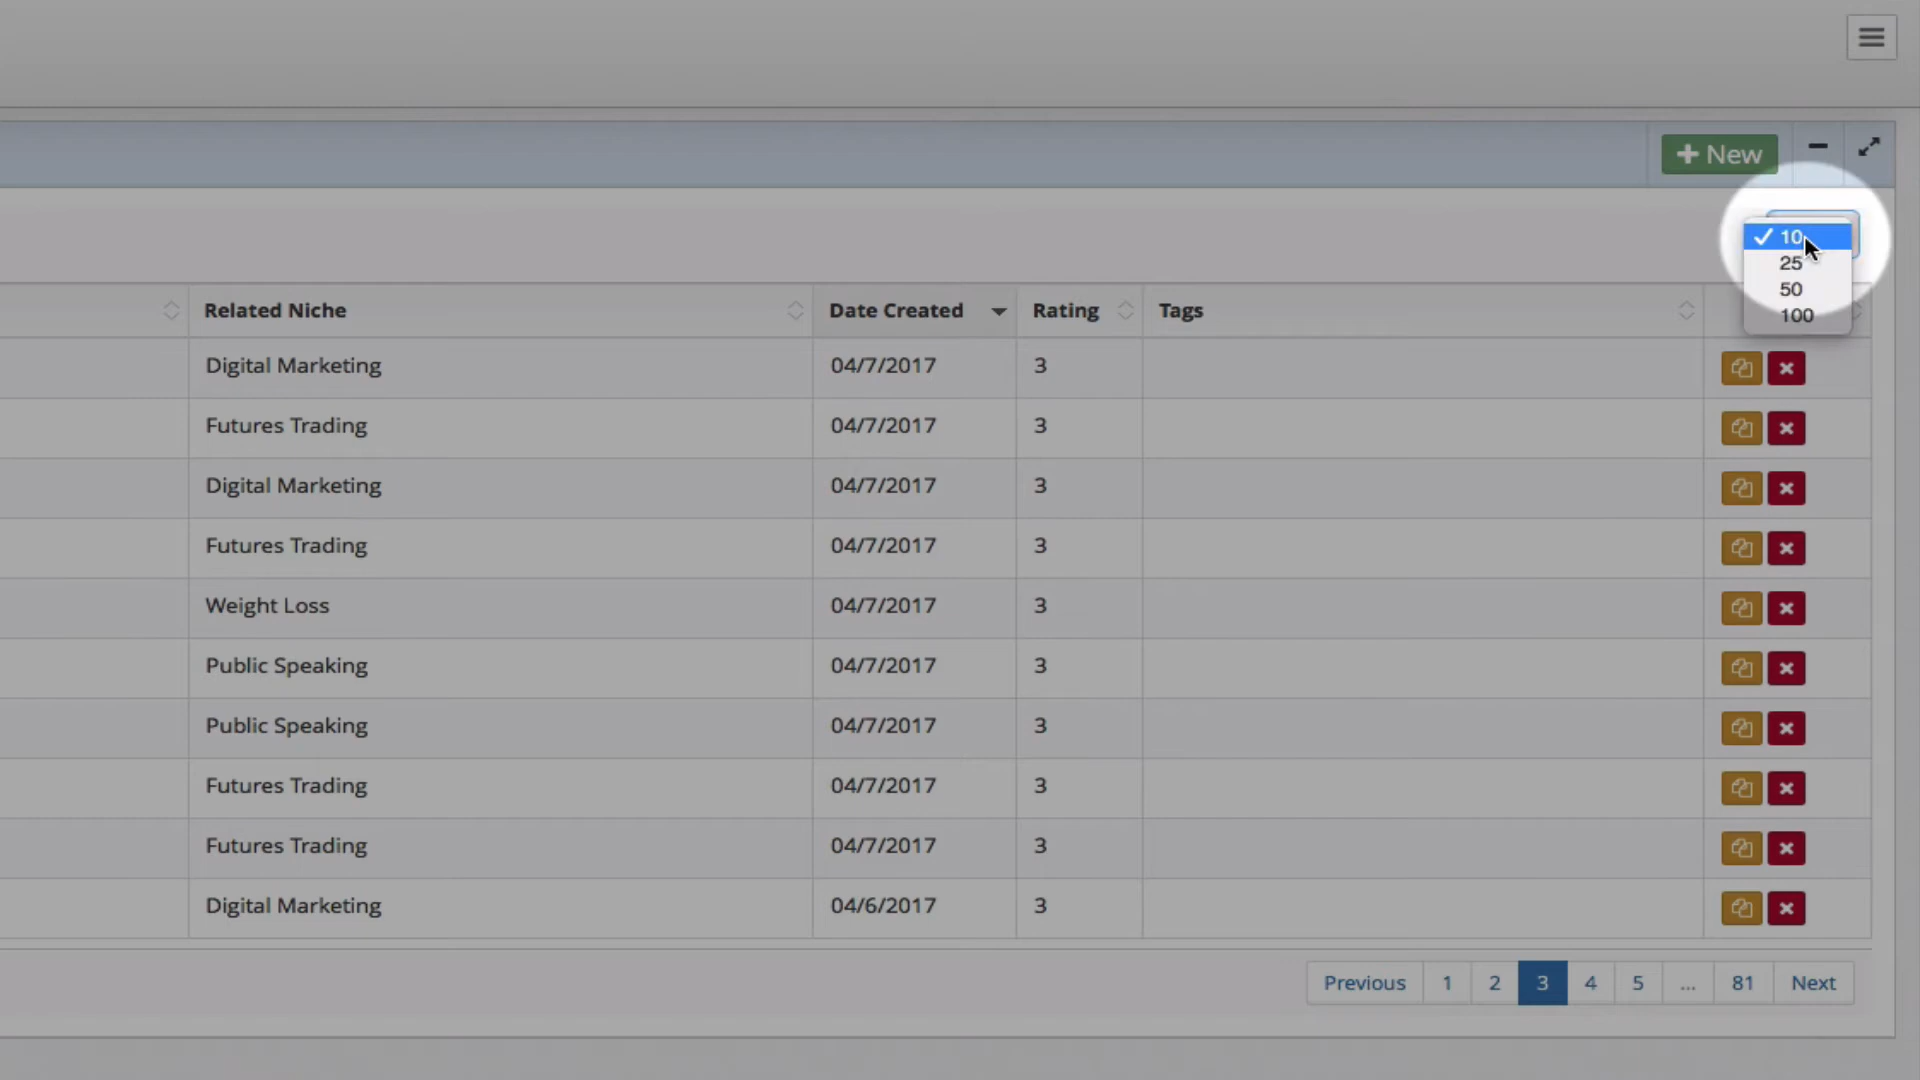 + New
✓ 10
25
50
100
Related Niche Date Created Rating Tags
Digital Marketing 04/7/2017 3
Futures Trading 04/7/2017 3
Digital Marketing 04/7/2017 3
Futures Trading 04/7/2017 3
Weight Loss 04/7/2017 3
Public Speaking 04/7/2017 3
Public Speaking 04/7/2017 3
Futures Trading 04/7/2017 3
Futures Trading 04/7/2017 3
Digital Marketing 04/6/2017 3
Previous 1 2 3 4 5 ... 81 Next